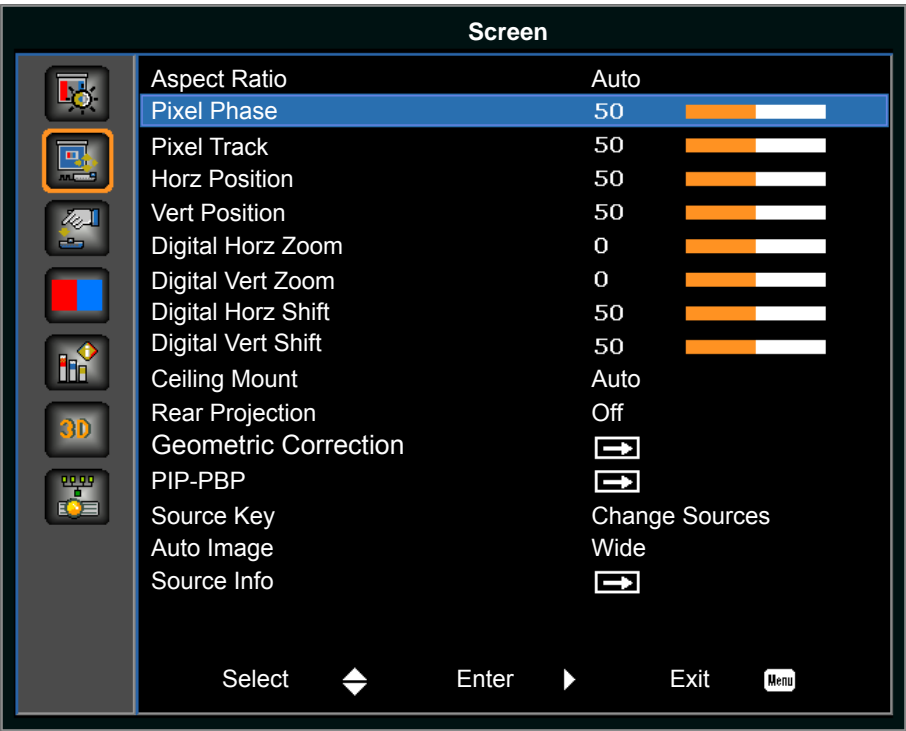 Screen
Aspect Ratio Auto
Pixel Phase 50
Pixel Track 50
Horz Position 50
Vert Position 50
Digital Horz Zoom 0
Digital Vert Zoom 0
Digital Horz Shift 50
Digital Vert Shift 50
Ceiling Mount Auto
Rear Projection Off
3D
Geometric Correction
PIP-PBP
Source Key Change Sources
Auto Image Wide
Source Info
Select Enter Exit Menu